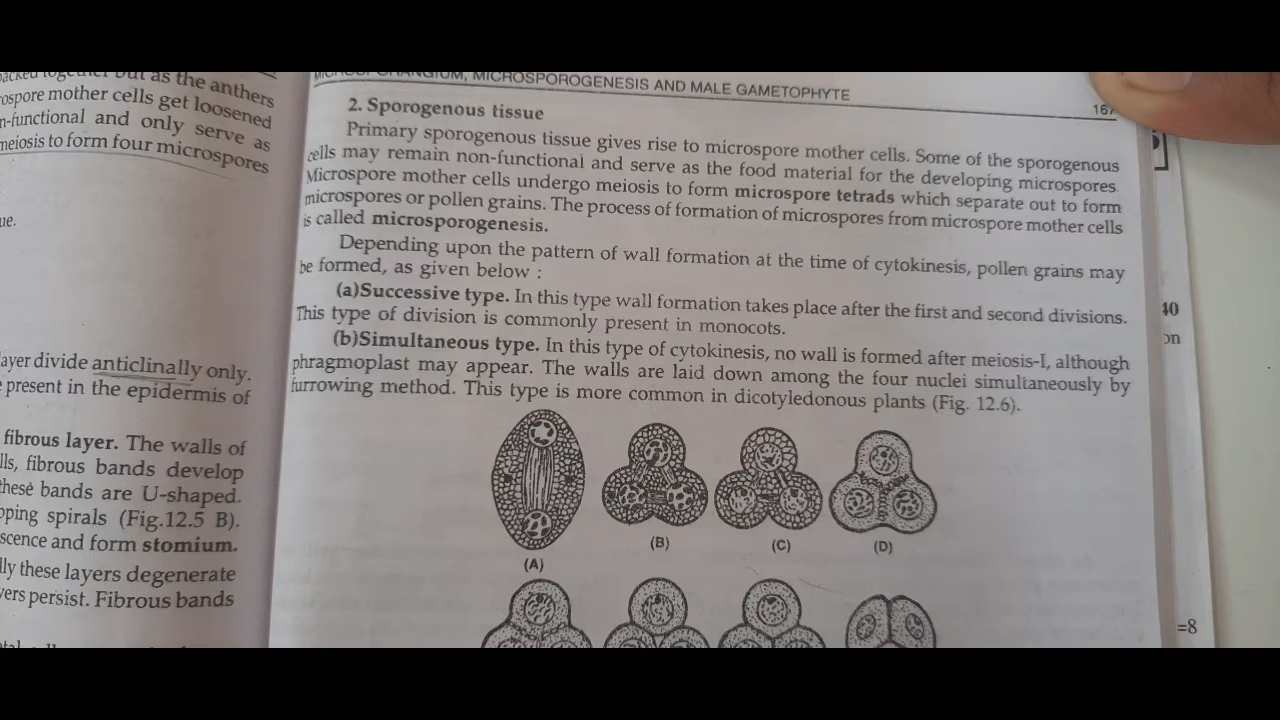 as the anthers
rospore mother cells get loosened
n-functional and only serve as
meiosis to form four microspores
ue.
ayer divide anticlinally only.
e present in the epidermis of
fibrous layer. The walls of
lls, fibrous bands develop
these bands are U-shaped.
pping spirals (Fig.12.5 B).
scence and form stomium.
lly these layers degenerate
yers persist. Fibrous bands
MICROSPORANGIUM, MICROSPOROGENESIS AND MALE GAMETOPHYTE
167
2. Sporogenous tissue
Primary sporogenous tissue gives rise to microspore mother cells. Some of the sporogenous
cells may remain non-functional and serve as the food material for the developing microspores.
Microspore mother cells undergo meiosis to form microspore tetrads which separate out to form
microspores or pollen grains. The process of formation of microspores from microspore mother cells
is called microsporogenesis.
Depending upon the pattern of wall formation at the time of cytokinesis, pollen grains may
be formed, as given below :
(a)Successive type. In this type wall formation takes place after the first and second divisions.
This type of division is commonly present in monocots.
(b)Simultaneous type. In this type of cytokinesis, no wall is formed after meiosis-I, although
phragmoplast may appear. The walls are laid down among the four nuclei simultaneously by
furrowing method. This type is more common in dicotyledonous plants (Fig. 12.6).
(A)
(B)
(C)
(D)
40
on
=8